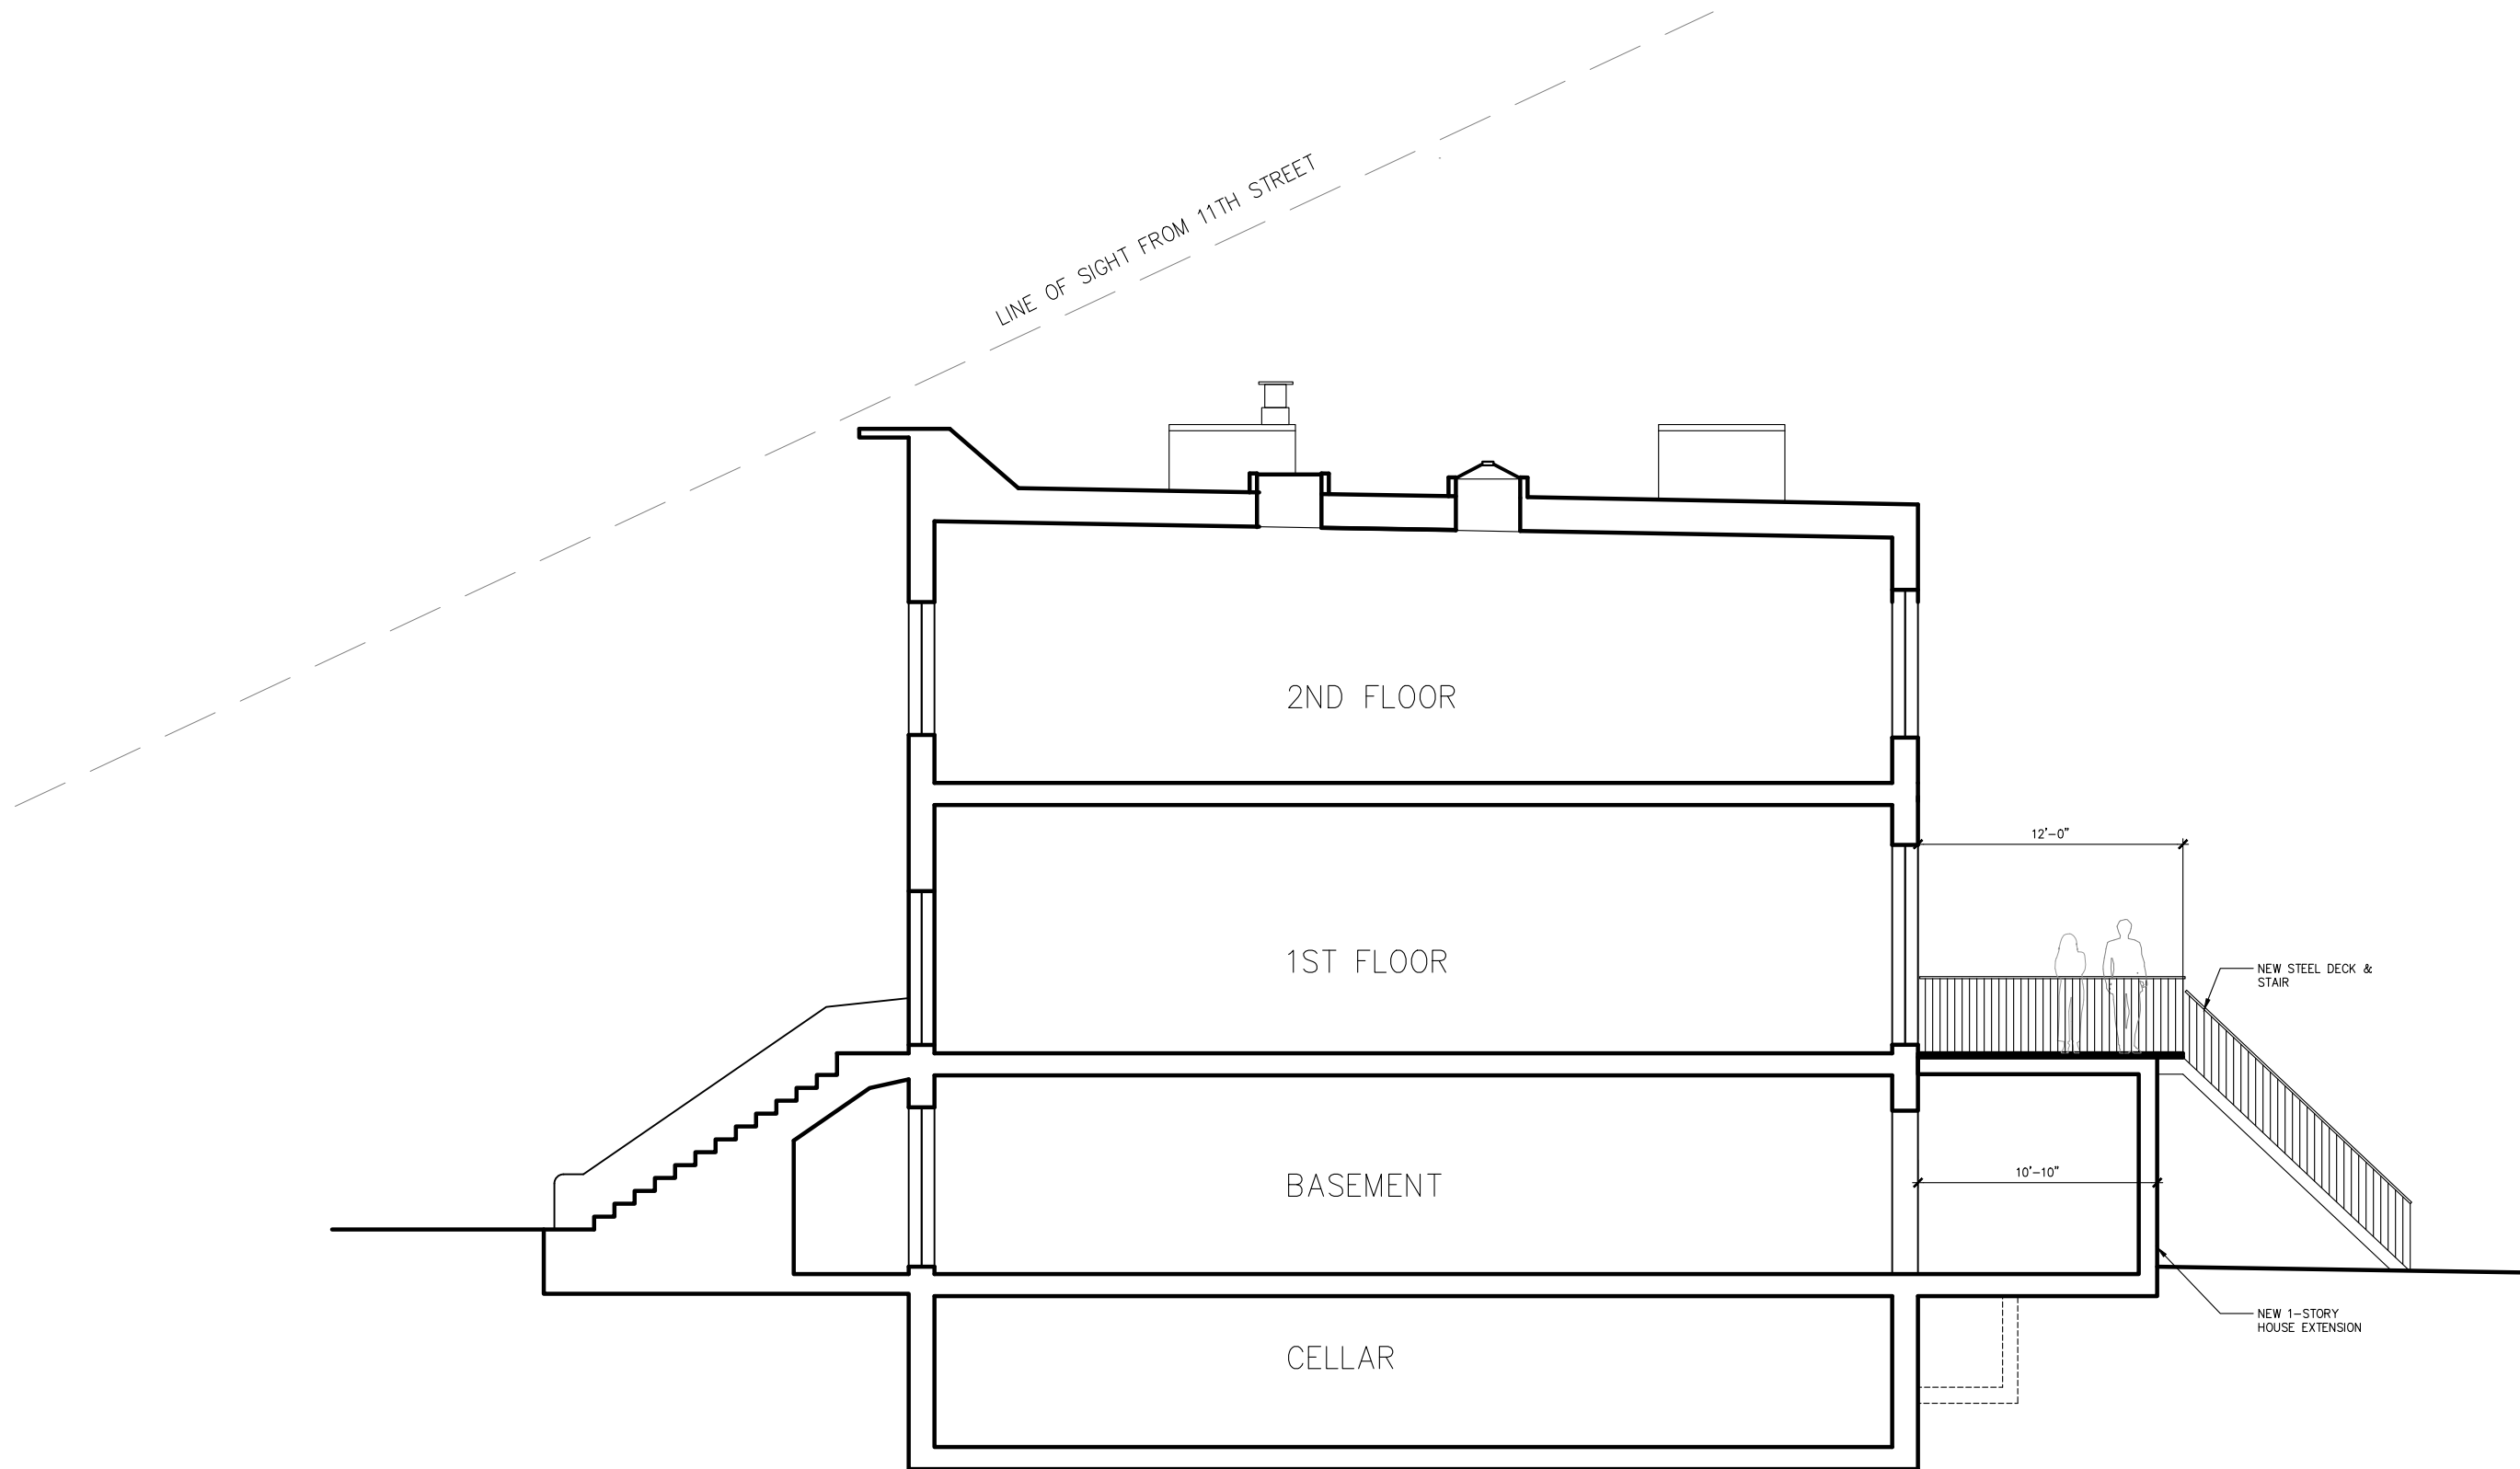 LINE OF SIGHT FROM 11TH STREET
2ND FLOOR
12'-0"
1ST FLOOR
NEW STEEL DECK &
STAIR
BASEMENT
10'-10"
NEW 1-STORY
HOUSE EXTENSION
CELLAR